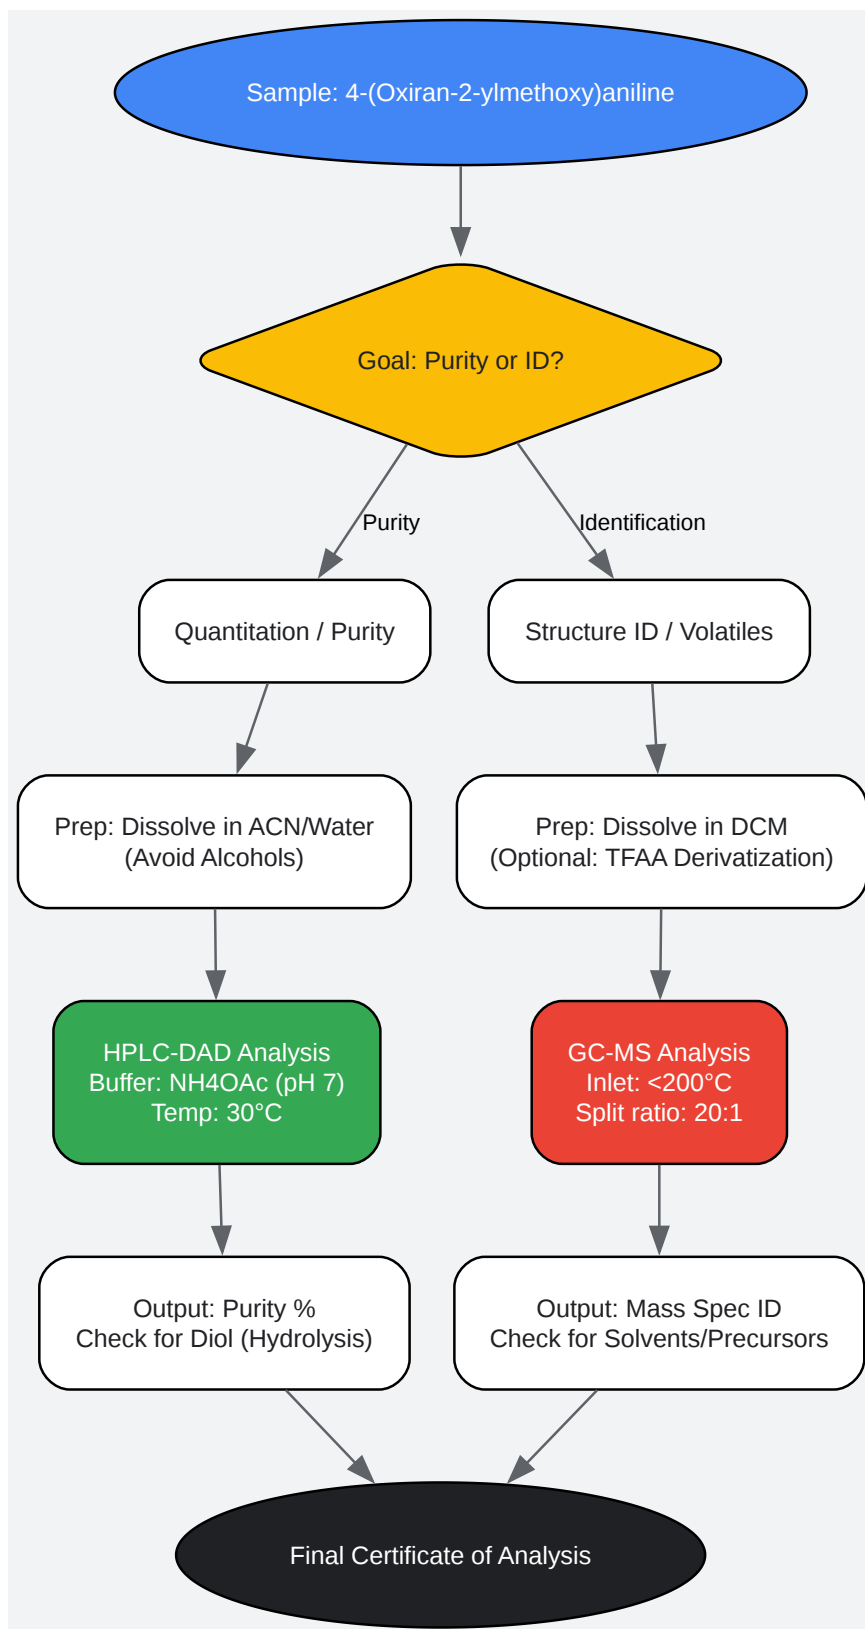 Sample: 4-(Oxiran-2-ylmethoxy)aniline
Goal: Purity or ID?
Purity
Identification
Quantitation / Purity
Structure ID / Volatiles
Prep: Dissolve in ACN/Water
(Avoid Alcohols)
Prep: Dissolve in DCM
(Optional: TFAA Derivatization)
HPLC-DAD Analysis
Buffer: NH4OAc (pH 7)
Temp: 30°C
GC-MS Analysis
Inlet: <200°C
Split ratio: 20:1
Output: Purity %
Check for Diol (Hydrolysis)
Output: Mass Spec ID
Check for Solvents/Precursors
Final Certificate of Analysis